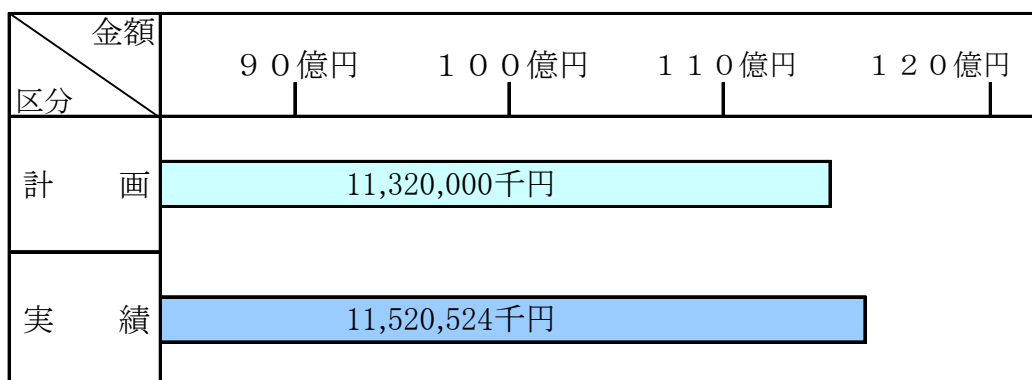 金額
区分
９０億円 １００億円 １１０億円 １２０億円
計 画
11,320,000千円
実 績
11,520,524千円